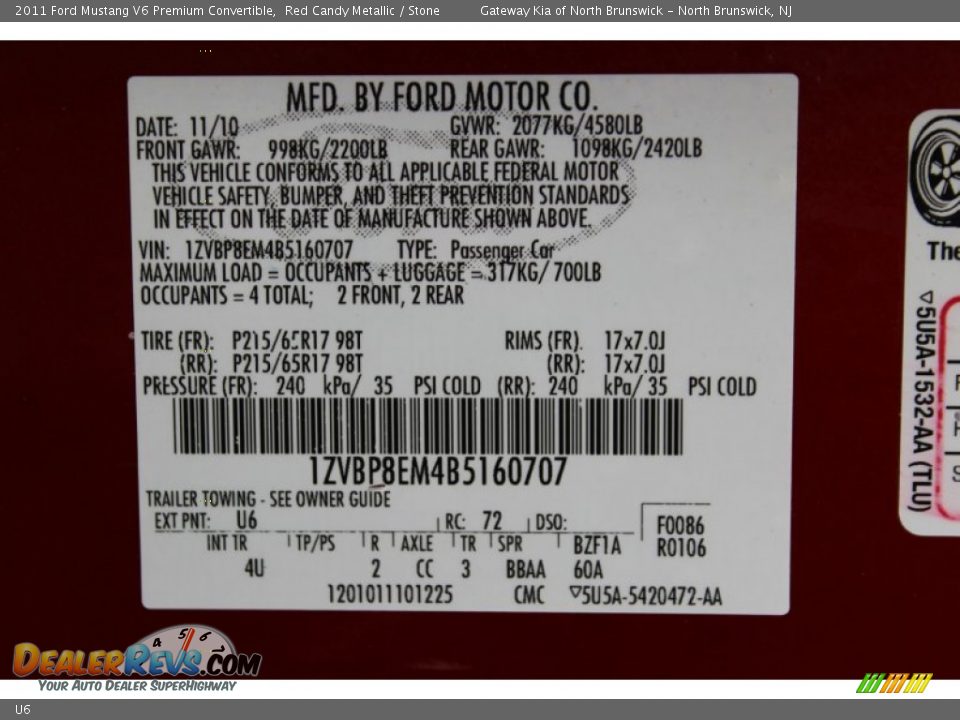 2011 Ford Mustang V6 Premium Convertible, Red Candy Metallic / Stone Gateway Kia of North Brunswick - North Brunswick, NJ
MFD. BY FORD MOTOR CO.
DATE: 11/10 GVWR: 2077KG/4580LB
FRONT GAWR: 998KG/2200LB REAR GAWR: 1098KG/2420LB
THIS VEHICLE CONFORMS TO ALL APPLICABLE FEDERAL MOTOR
VEHICLE SAFETY, BUMPER, AND THEFT PREVENTION STANDARDS
IN EFFECT ON THE DATE OF MANUFACTURE SHOWN ABOVE.
VIN: 1ZVBP8EM4B5160707 TYPE: Passenger Car
MAXIMUM LOAD = OCCUPANTS + LUGGAGE = 317KG/ 700LB
OCCUPANTS = 4 TOTAL; 2 FRONT, 2 REAR
TIRE (FR): P215/65R17 98T RIMS (FR). 17x7.0J
(RR): P215/65R17 98T (RR): 17x7.0J
PRESSURE (FR): 240 kPa/ 35 PSI COLD (RR): 240 kPa/ 35 PSI COLD
1ZVBP8EM4B5160707
TRAILER TOWING - SEE OWNER GUIDE
EXT PNT: U6 RC: 72 DSO: F0086
INT TR TP/PS R AXLE TR SPR BZF1A R0106
4U 2 CC 3 BBAA 60A
1201011101225 CMC ▽5U5A-5420472-AA
The
▽5U5A-1532-AA (TLU)
DEALERREVS.COM
YOUR AUTO DEALER SUPERHIGHWAY
U6